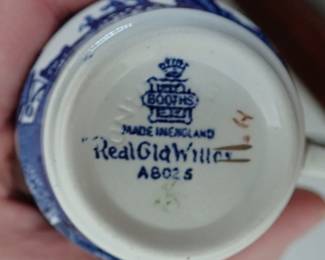 BOOTHS
MADE IN ENGLAND
"Real Old Willow
A8025